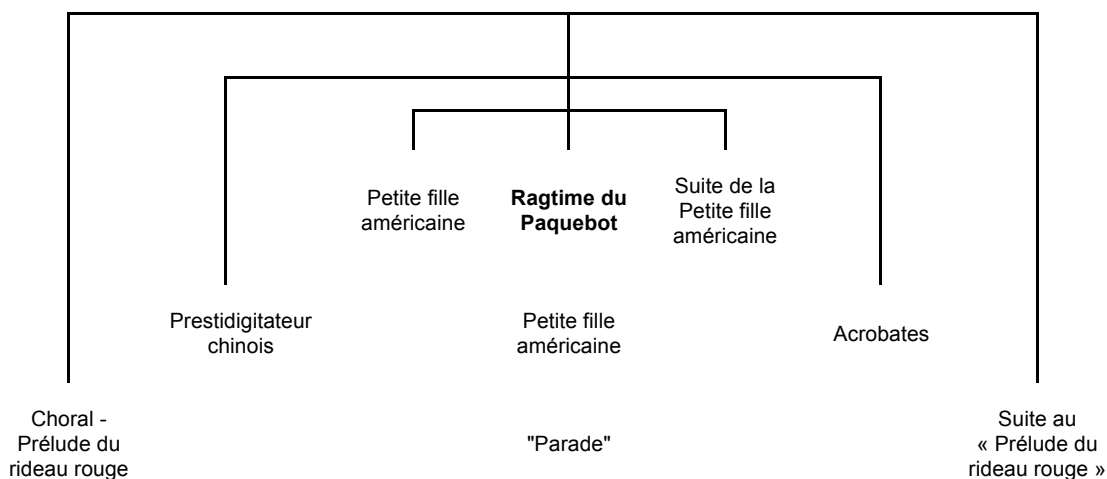 Petite fille
américaine
Ragtime du
Paquebot
Suite de la
Petite fille
américaine
Prestidigitateur
chinois
Petite fille
américaine
Acrobates
Choral -
Prélude du
rideau rouge
"Parade"
Suite au
« Prélude du
rideau rouge »